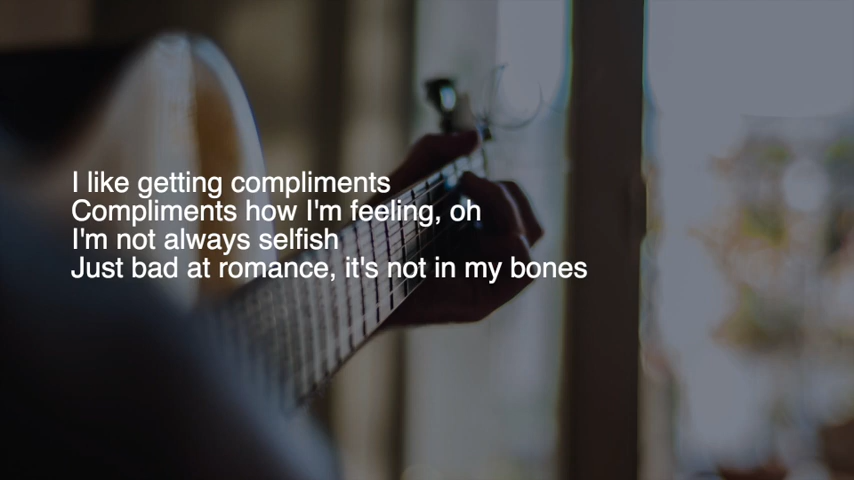 I like getting compliments
Compliments how I'm feeling, oh
I'm not always selfish
Just bad at romance, it's not in my bones